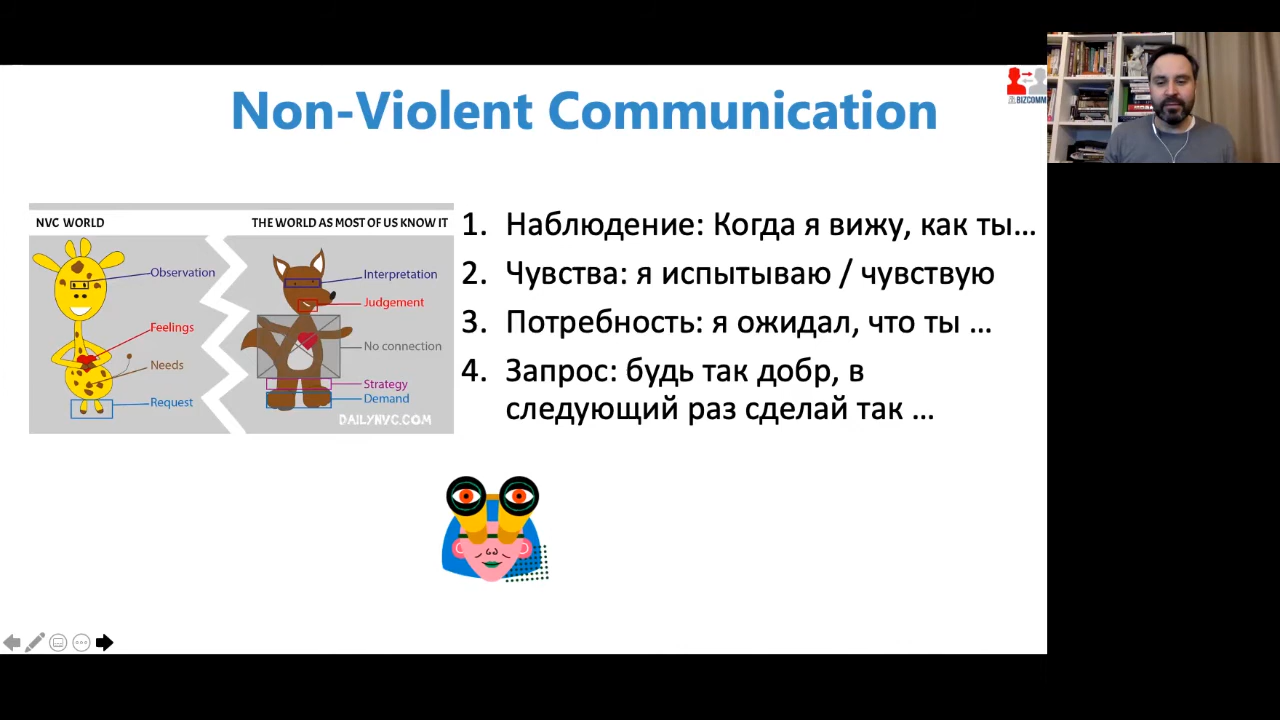 Non-Violent Communication
BIZCOMM
NVC WORLD
THE WORLD AS MOST OF US KNOW IT
Observation
Feelings
Needs
Request
Interpretation
Judgement
No connection
Strategy
Demand
DAILYNVC.COM
1. Наблюдение: Когда я вижу, как ты...
2. Чувства: я испытываю / чувствую
3. Потребность: я ожидал, что ты ...
4. Запрос: будь так добр, в
следующий раз сделай так ...